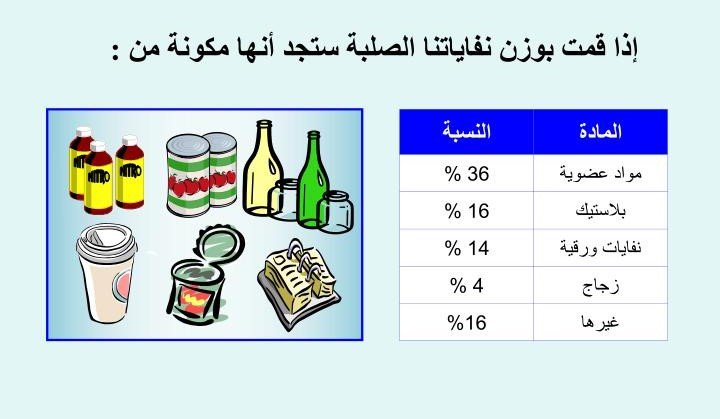 إذا قمت بوزن نفاياتنا الصلبة ستجد أنها مكونة من :
المادة النسبة
مواد عضوية 36 %
بلاستيك 16 %
نفايات ورقية 14 %
زجاج 4 %
غيرها 16%
NITRO
NITRO
NITRO